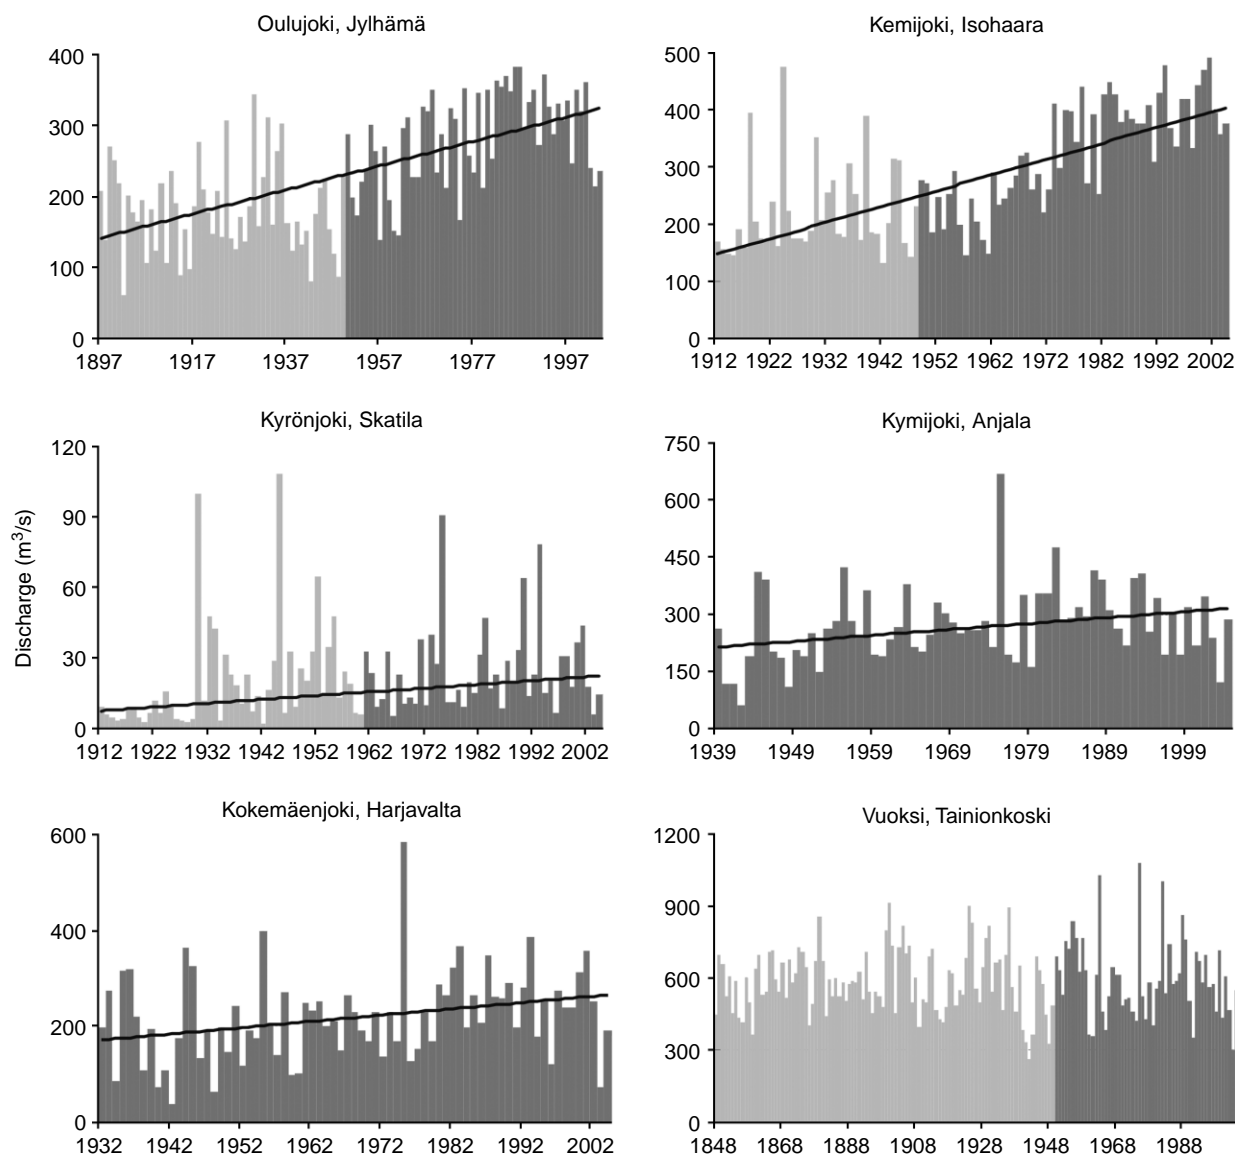 Oulujoki, Jylhämä
400
300
200
100
0
1897 1917 1937 1957 1977 1997
Kemijoki, Isohaara
500
400
300
200
100
0
1912 1922 1932 1942 1952 1962 1972 1982 1992 2002
Discharge (m³/s)
Kyrönjoki, Skatila
120
90
60
30
0
1912 1922 1932 1942 1952 1962 1972 1982 1992 2002
Kymijoki, Anjala
750
600
450
300
150
0
1939 1949 1959 1969 1979 1989 1999
Kokemäenjoki, Harjavalta
600
400
200
0
1932 1942 1952 1962 1972 1982 1992 2002
Vuoksi, Tainionkoski
1200
900
600
300
0
1848 1868 1888 1908 1928 1948 1968 1988